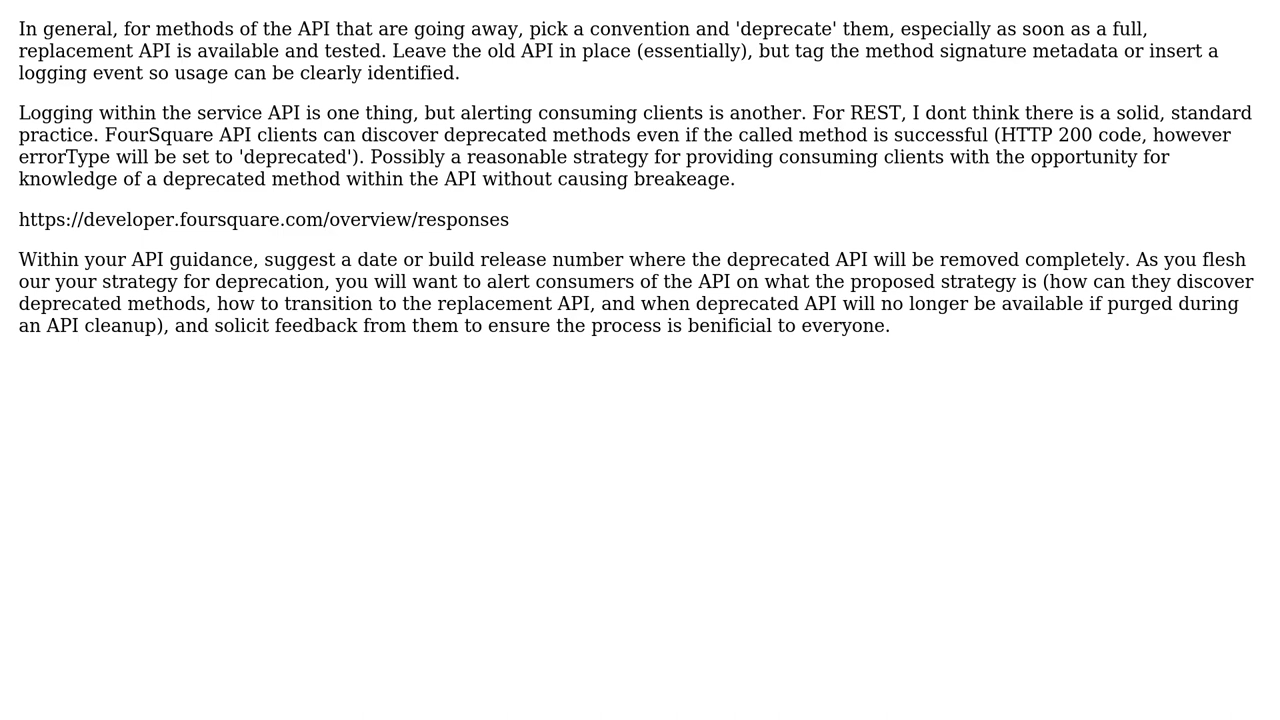 In general, for methods of the API that are going away, pick a convention and 'deprecate' them, especially as soon as a full,
replacement API is available and tested. Leave the old API in place (essentially), but tag the method signature metadata or insert a
logging event so usage can be clearly identified.
Logging within the service API is one thing, but alerting consuming clients is another. For REST, I dont think there is a solid, standard
practice. FourSquare API clients can discover deprecated methods even if the called method is successful (HTTP 200 code, however
errorType will be set to 'deprecated'). Possibly a reasonable strategy for providing consuming clients with the opportunity for
knowledge of a deprecated method within the API without causing breakeage.
https://developer.foursquare.com/overview/responses
Within your API guidance, suggest a date or build release number where the deprecated API will be removed completely. As you flesh
our your strategy for deprecation, you will want to alert consumers of the API on what the proposed strategy is (how can they discover
deprecated methods, how to transition to the replacement API, and when deprecated API will no longer be available if purged during
an API cleanup), and solicit feedback from them to ensure the process is benificial to everyone.